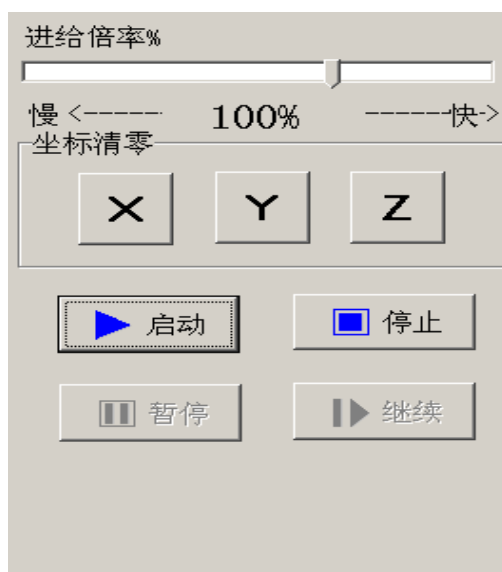 进给倍率%
慢 <------ 100% ------快->
坐标清零
X Y Z
启动 停止
暂停 继续